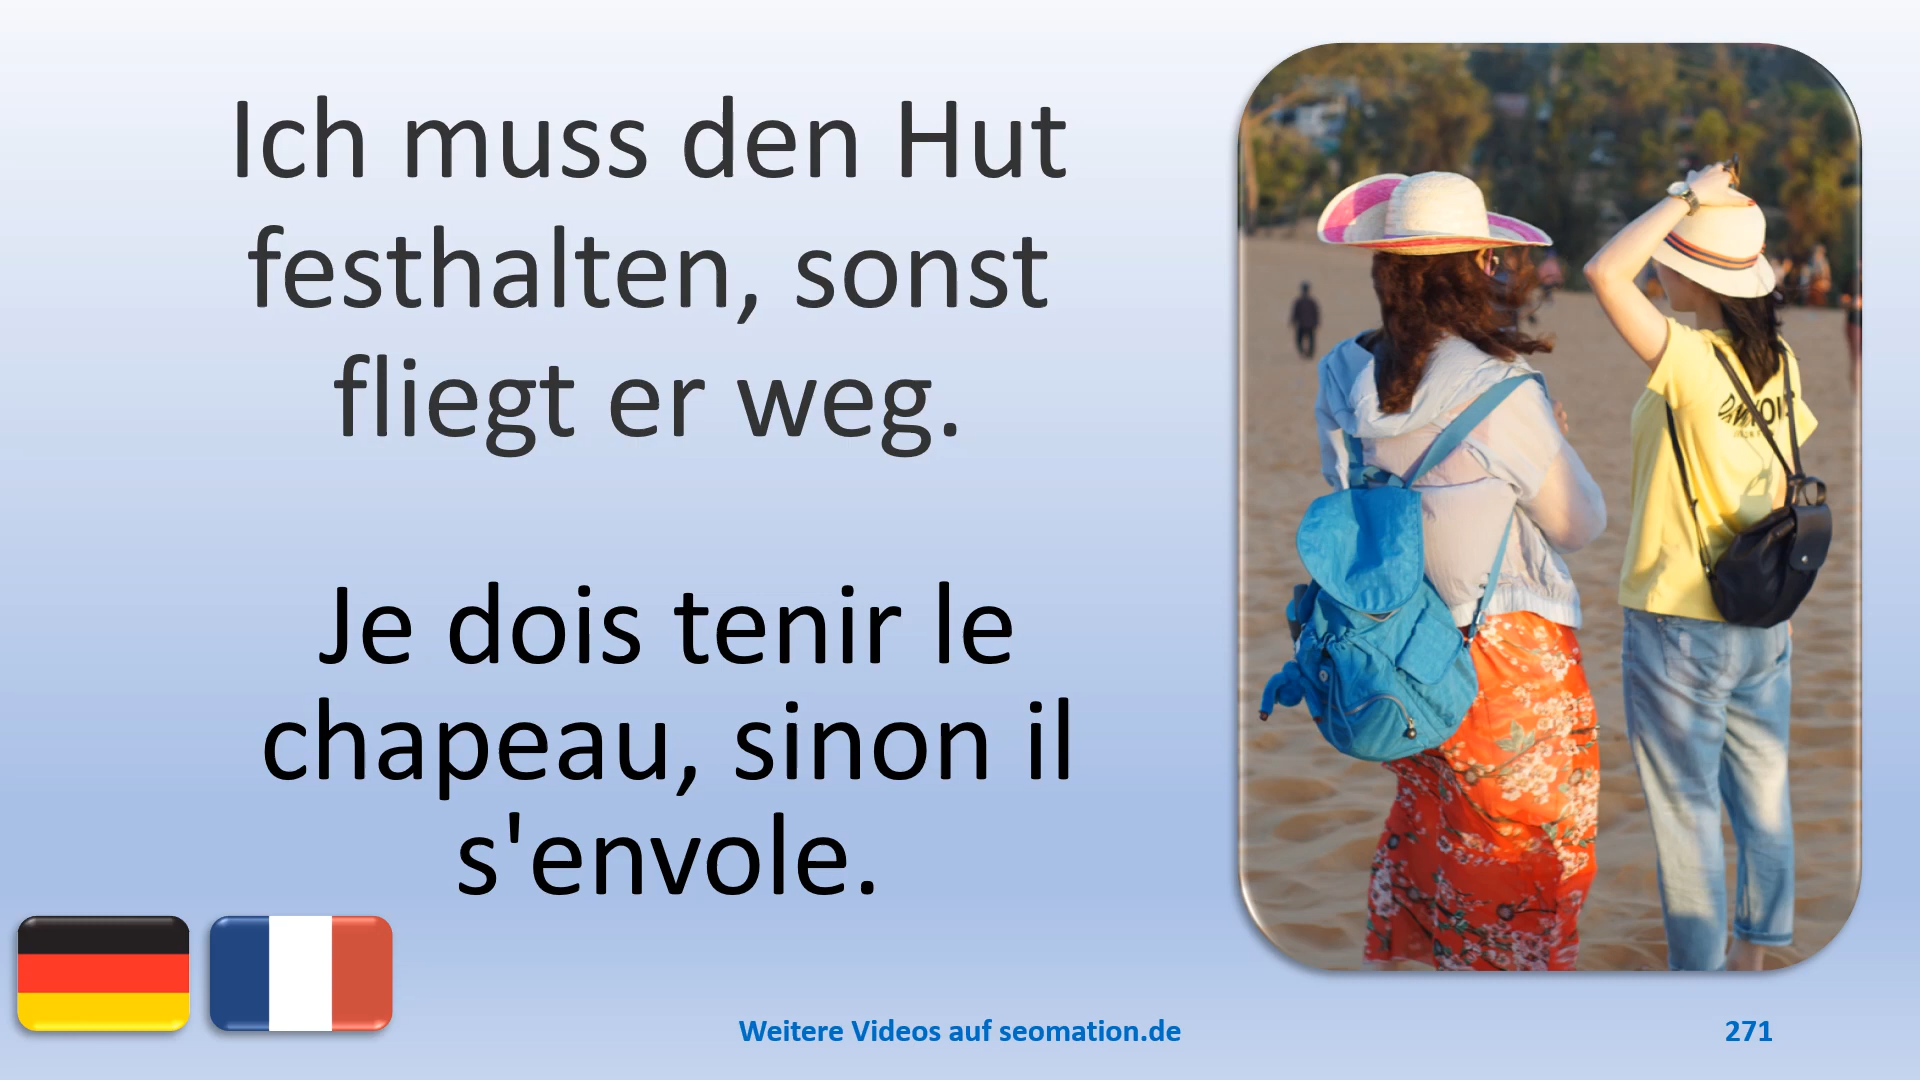 Ich muss den Hut
festhalten, sonst
fliegt er weg.
Je dois tenir le
chapeau, sinon il
s'envole.
Weitere Videos auf seomation.de
271